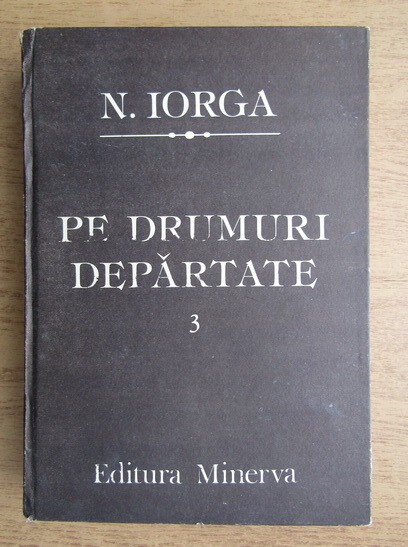 N. IORGA
PE DRUMURI
DEPĂRTATE
3
Editura Minerva